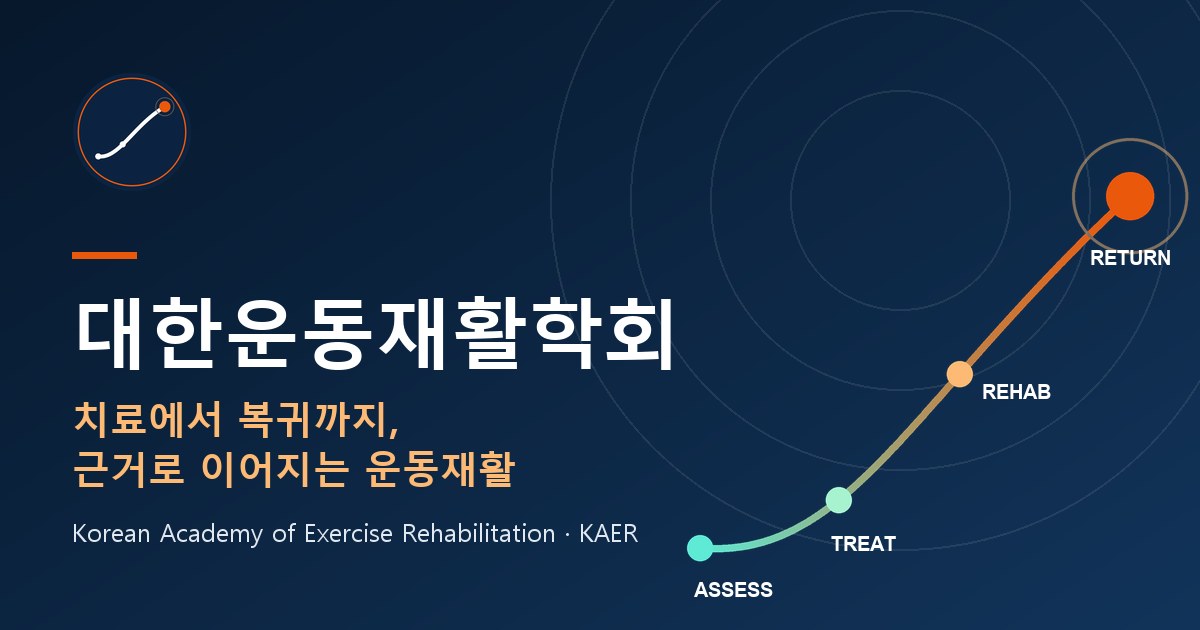 대한운동재활학회
치료에서 복귀까지,
근거로 이어지는 운동재활
Korean Academy of Exercise Rehabilitation · KAER
RETURN
REHAB
TREAT
ASSESS